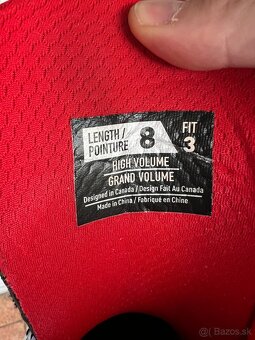 LENGTH /
POINTURE
8
FIT
3
HIGH VOLUME
GRAND VOLUME
Designed in Canada / Design Fait Au Canada
Made in China / Fabriqué en Chine
© Bazos.sk